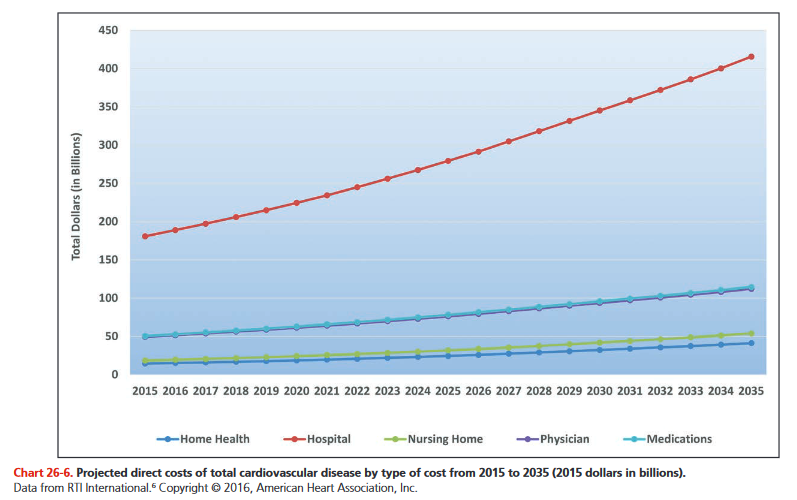 450
400
350
300
250
200
150
100
50
0
Total Dollars (in Billions)
2015 2016 2017 2018 2019 2020 2021 2022 2023 2024 2025 2026 2027 2028 2029 2030 2031 2032 2033 2034 2035
Home Health Hospital Nursing Home Physician Medications
Chart 26-6. Projected direct costs of total cardiovascular disease by type of cost from 2015 to 2035 (2015 dollars in billions).
Data from RTI International.⁶ Copyright © 2016, American Heart Association, Inc.